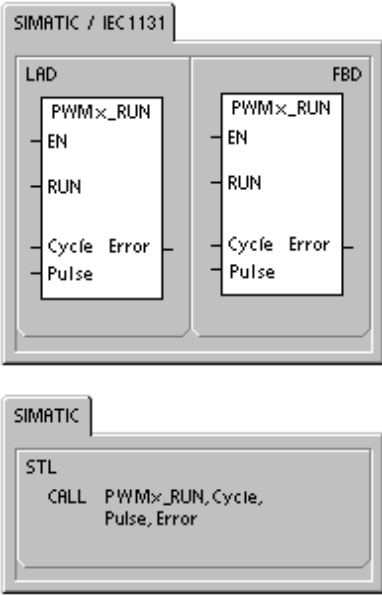 SIMATIC / IEC1131
LAD
FBD
PWMx_RUN
EN
RUN
Cycle Error
Pulse
PWMx_RUN
EN
RUN
Cycle Error
Pulse
SIMATIC
STL
CALL PWMx_RUN, Cycle,
Pulse, Error